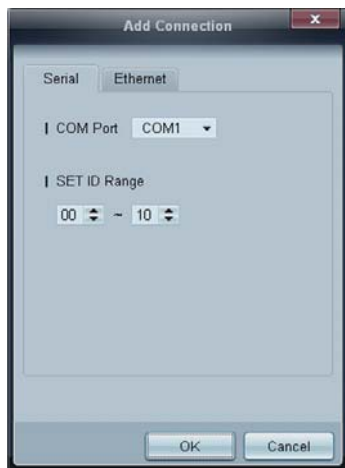 Add Connection
Serial Ethernet
COM Port COM1
SET ID Range
00 ~ 10
OK Cancel